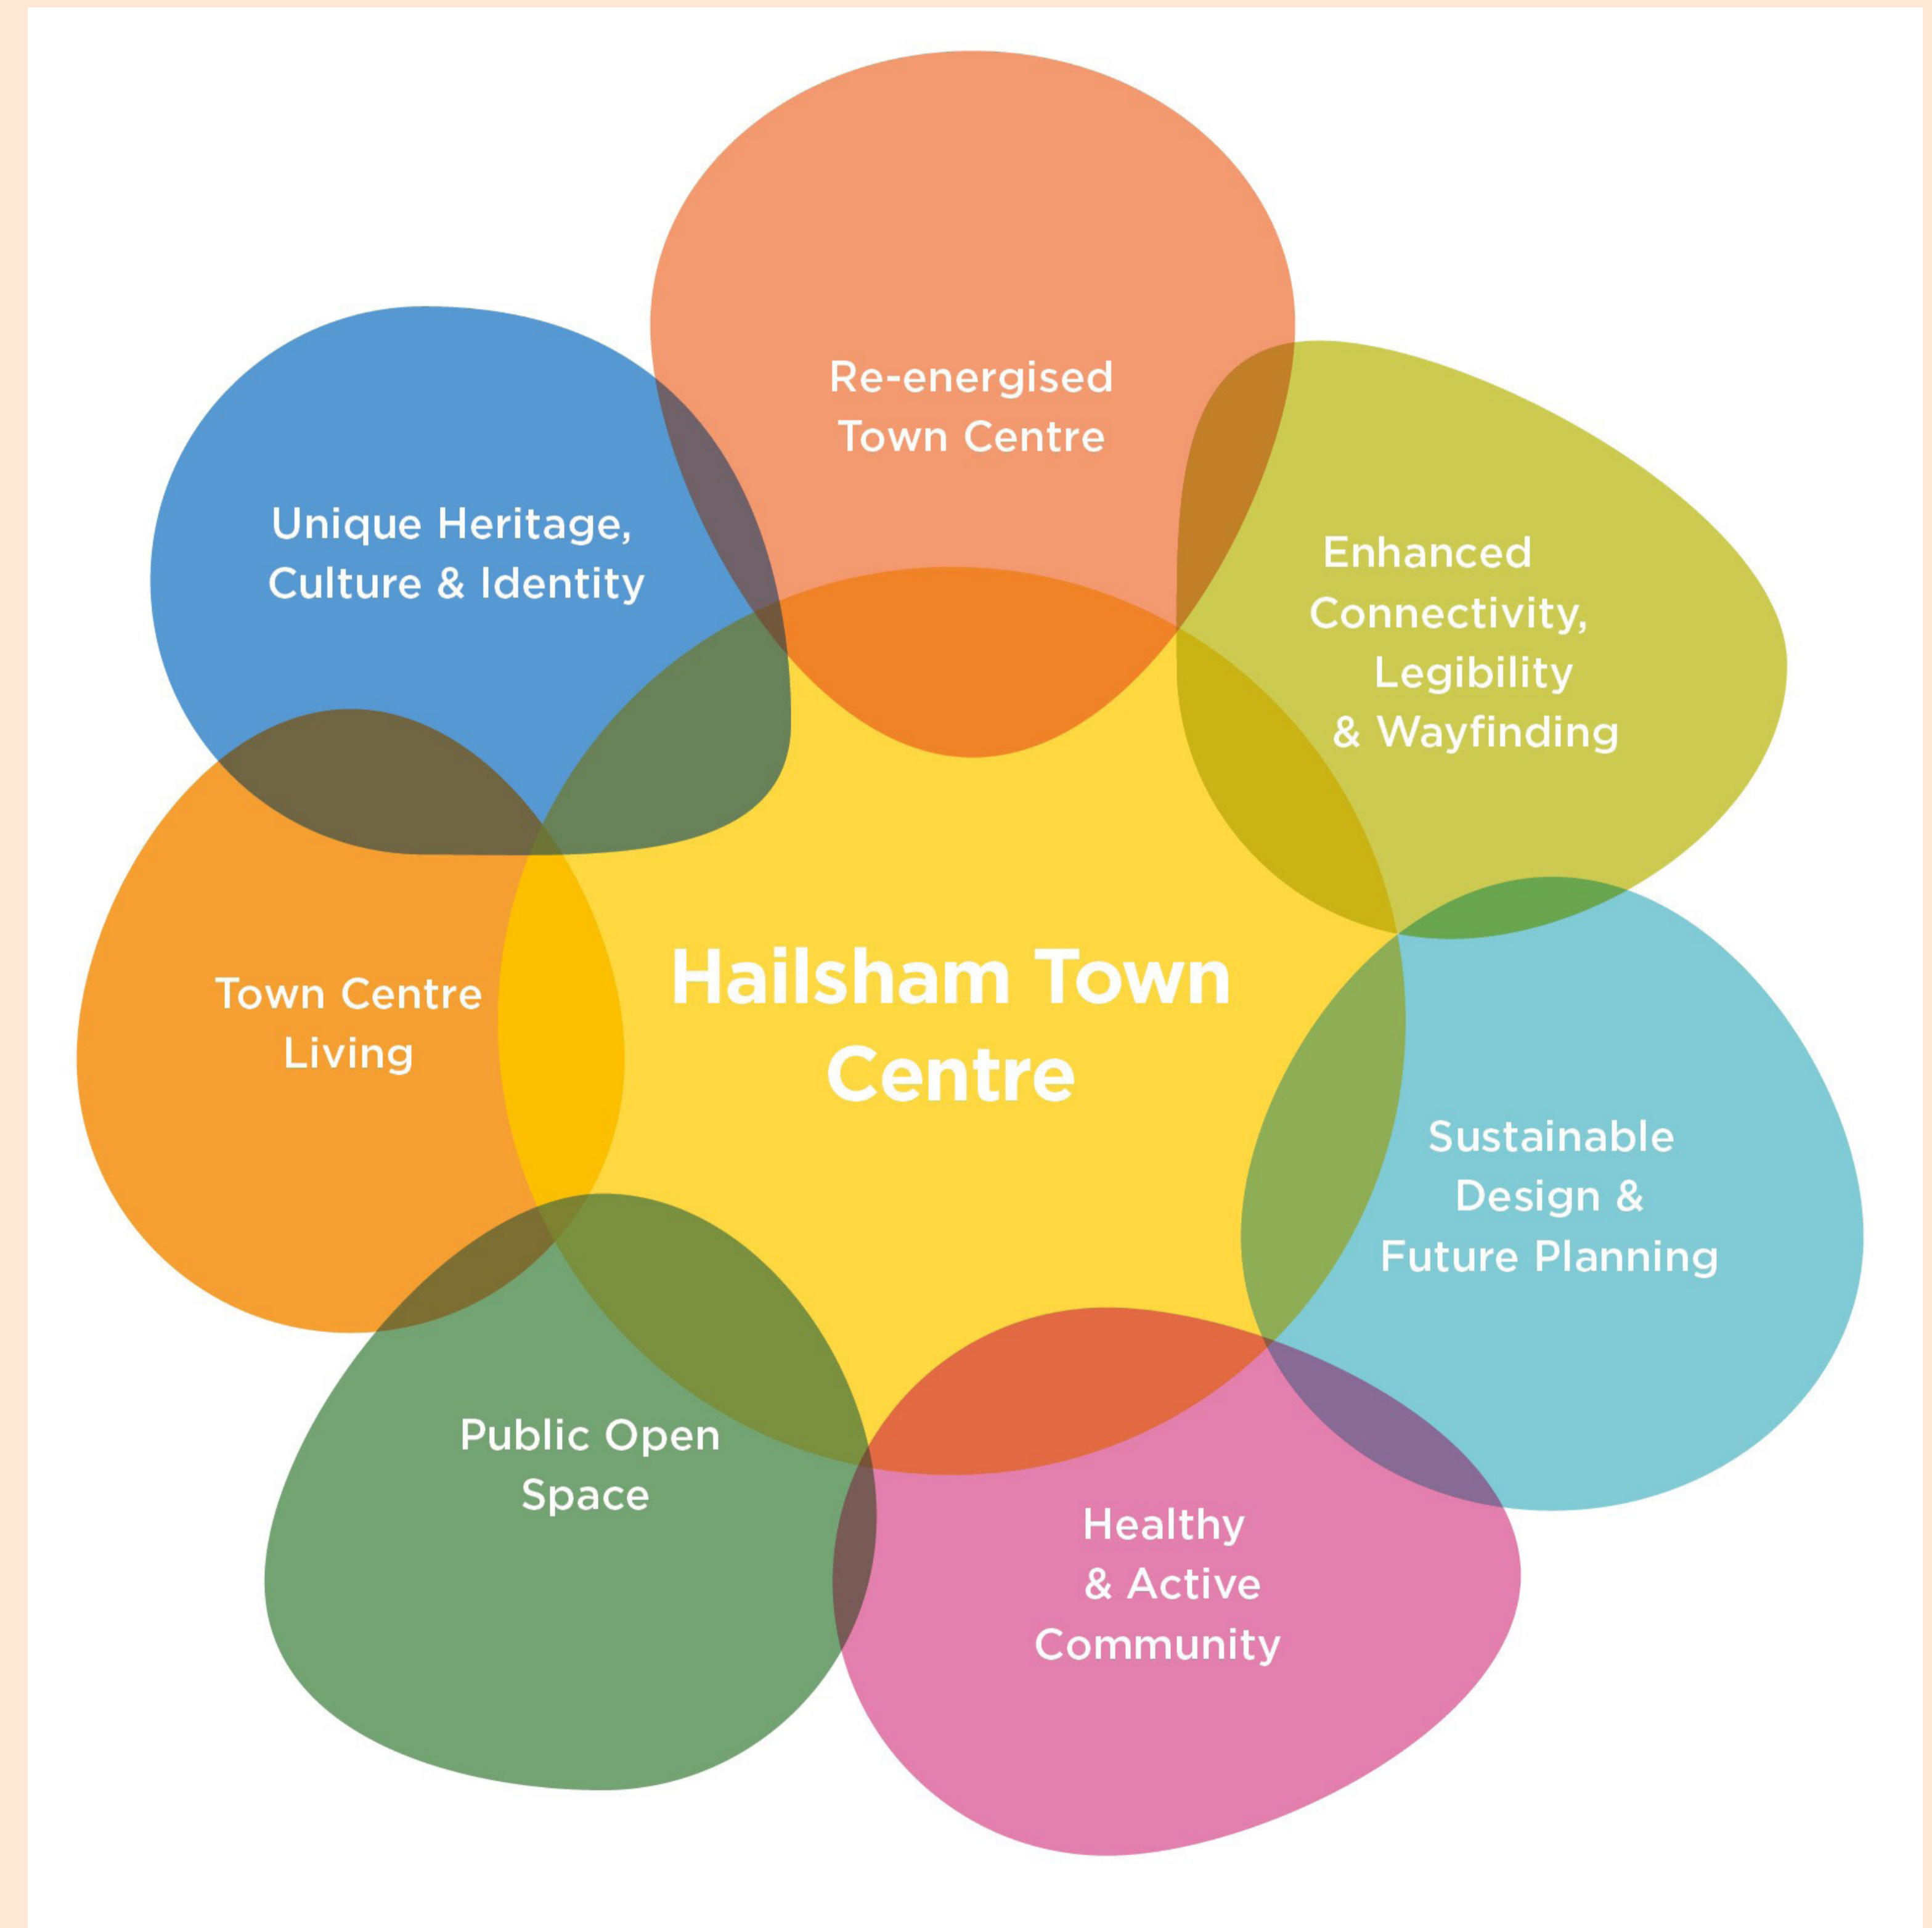 Re-energised
Town Centre
Unique Heritage,
Culture & Identity
Enhanced
Connectivity,
Legibility
& Wayfinding
Hailsham Town
Centre
Town Centre
Living
Sustainable
Design &
Future Planning
Public Open
Space
Healthy
& Active
Community